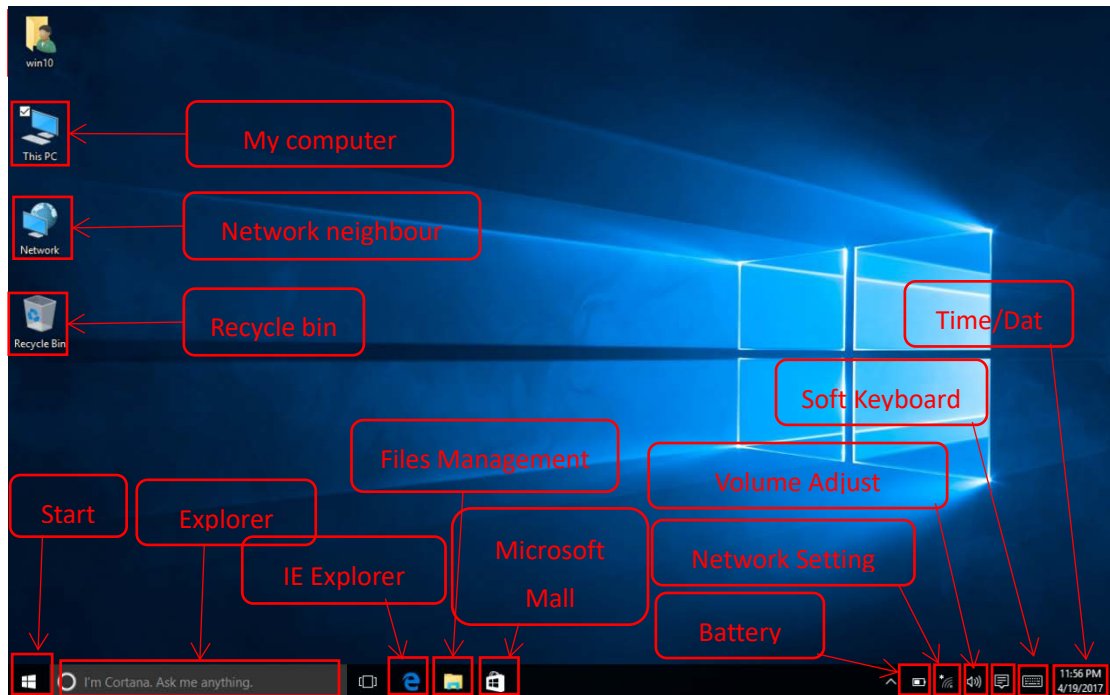 win10
This PC
My computer
Network
Network neighbour
Recycle Bin
Recycle bin
Time/Dat
Soft Keyboard
Files Management
Volume Adjust
Start
Explorer
IE Explorer
Microsoft
Mall
Network Setting
Battery
I'm Cortana. Ask me anything.
11:56 PM
4/19/2017